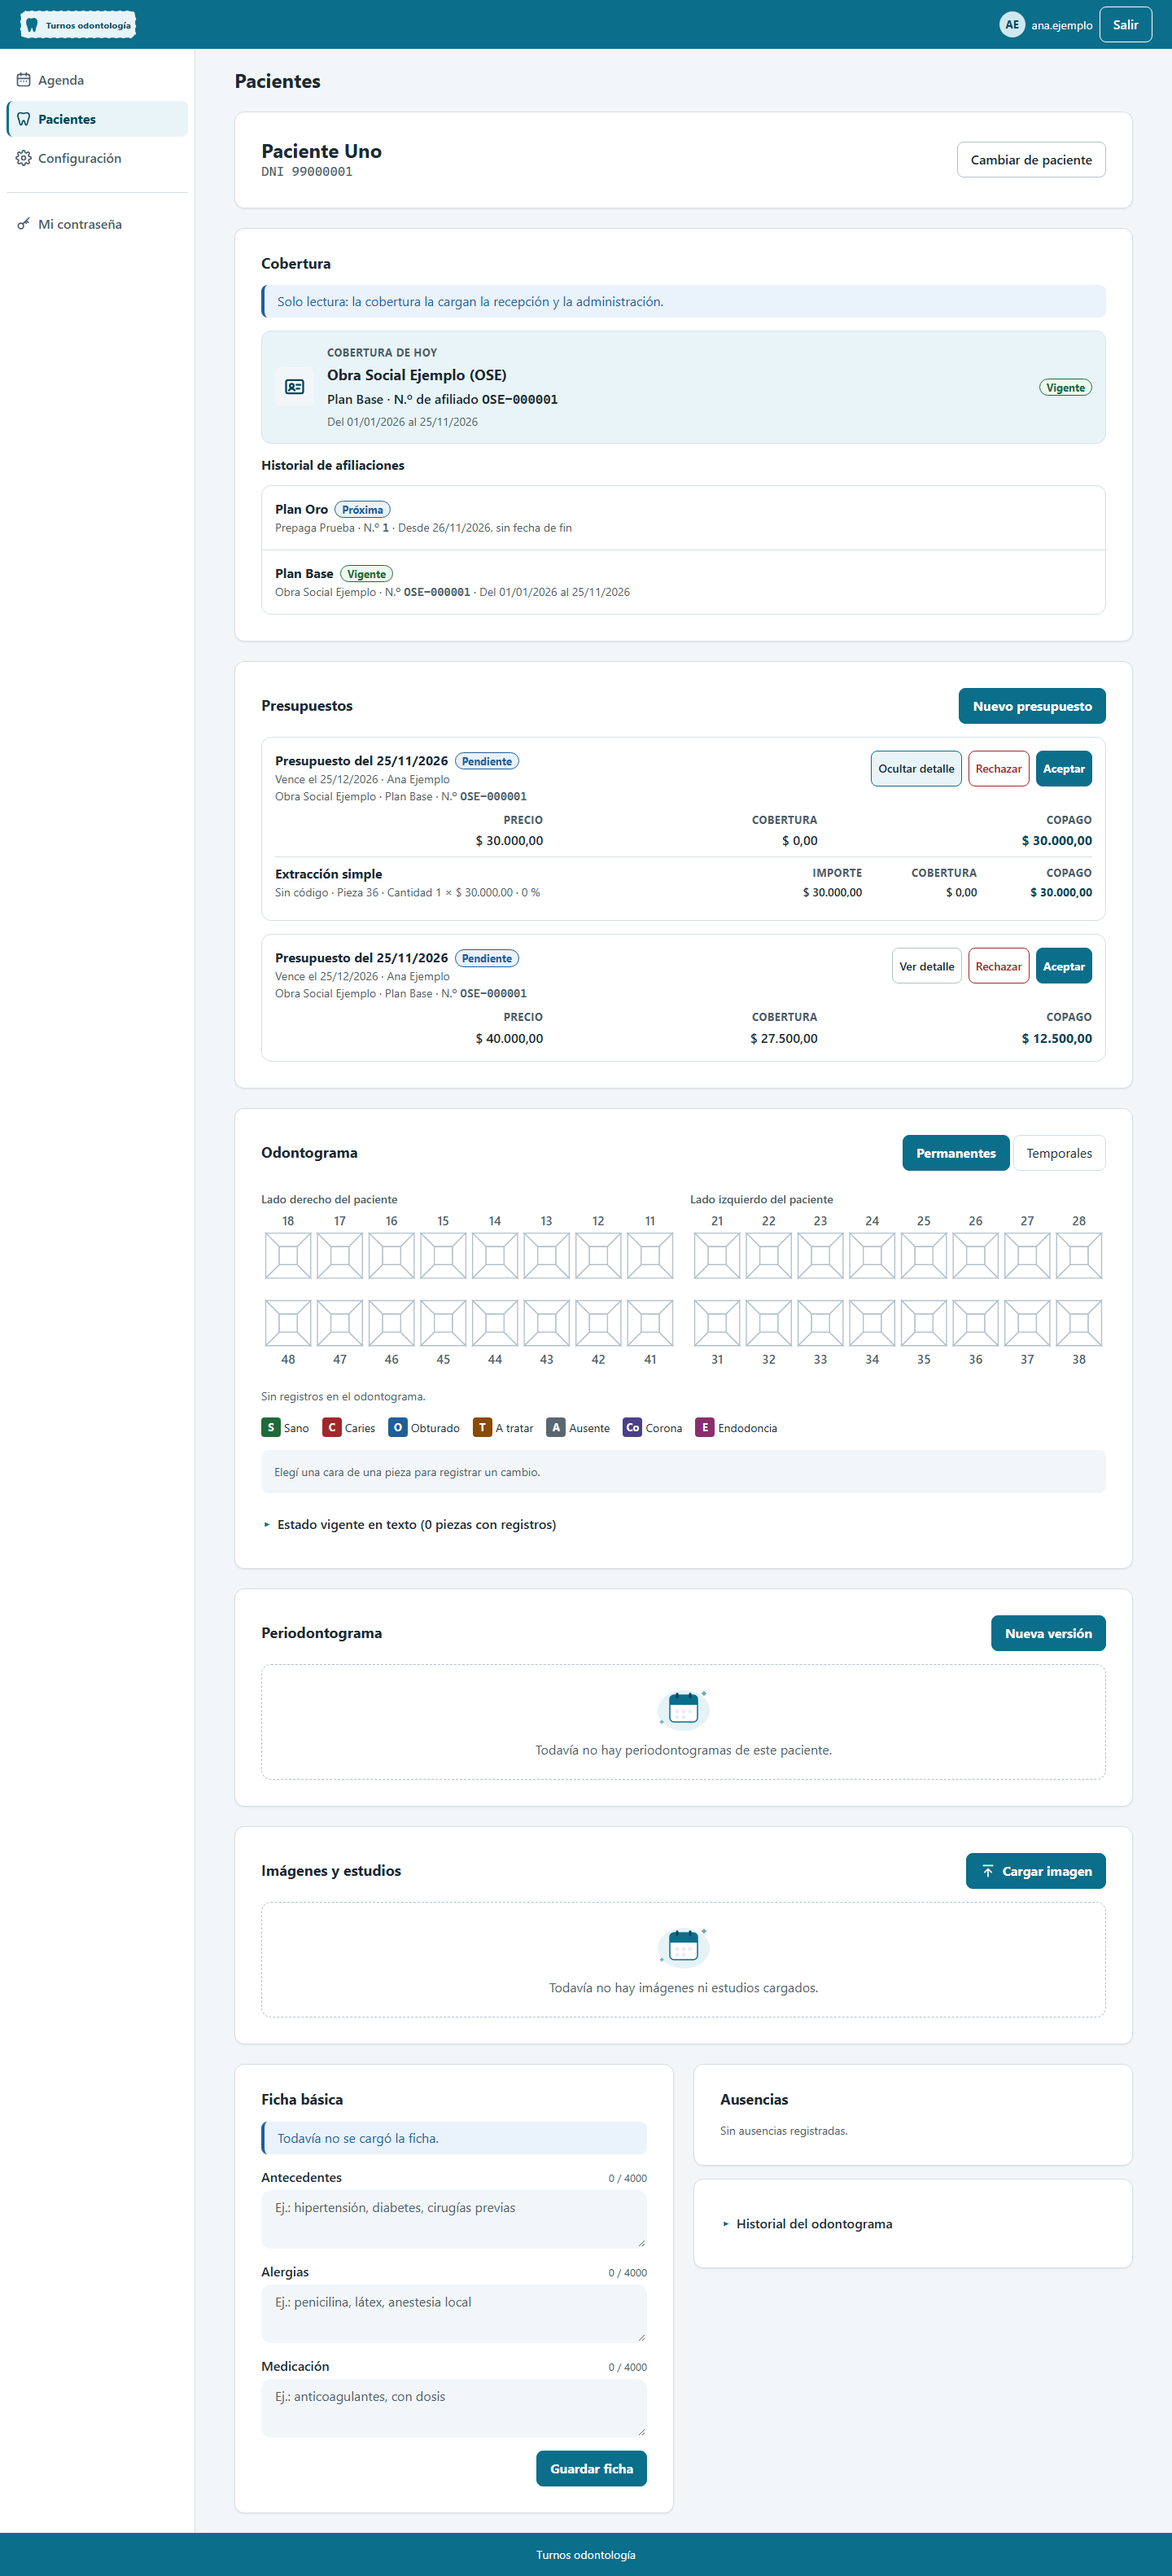 Turnos odontología
AE ana.ejemplo Salir
Agenda
Pacientes
Configuración
Mi contraseña
Pacientes
Paciente Uno
DNI 99000001
Cambiar de paciente
Cobertura
Solo lectura: la cobertura la cargan la recepción y la administración.
COBERTURA DE HOY
Obra Social Ejemplo (OSE)
Plan Base · N.º de afiliado OSE-000001
Del 01/01/2026 al 25/11/2026
Vigente
Historial de afiliaciones
Plan Oro Próxima
Prepaga Prueba · N.º 1 · Desde 26/11/2026, sin fecha de fin
Plan Base Vigente
Obra Social Ejemplo · N.º OSE-000001 · Del 01/01/2026 al 25/11/2026
Presupuestos
Nuevo presupuesto
Presupuesto del 25/11/2026 Pendiente
Vence el 25/12/2026 · Ana Ejemplo
Obra Social Ejemplo · Plan Base · N.º OSE-000001
Ocultar detalle Rechazar Aceptar
PRECIO COBERTURA COPAGO
$ 30.000,00 $ 0,00 $ 30.000,00
Extracción simple IMPORTE COBERTURA COPAGO
Sin código · Pieza 36 · Cantidad 1 × $ 30.000,00 · 0 % $ 30.000,00 $ 0,00 $ 30.000,00
Presupuesto del 25/11/2026 Pendiente
Vence el 25/12/2026 · Ana Ejemplo
Obra Social Ejemplo · Plan Base · N.º OSE-000001
Ver detalle Rechazar Aceptar
PRECIO COBERTURA COPAGO
$ 40.000,00 $ 27.500,00 $ 12.500,00
Odontograma
Permanentes Temporales
Lado derecho del paciente Lado izquierdo del paciente
18 17 16 15 14 13 12 11 21 22 23 24 25 26 27 28
48 47 46 45 44 43 42 41 31 32 33 34 35 36 37 38
Sin registros en el odontograma.
S Sano C Caries O Obturado T A tratar A Ausente Co Corona E Endodoncia
Elegí una cara de una pieza para registrar un cambio.
Estado vigente en texto (0 piezas con registros)
Periodontograma
Nueva versión
Todavía no hay periodontogramas de este paciente.
Imágenes y estudios
Cargar imagen
Todavía no hay imágenes ni estudios cargados.
Ficha básica
Todavía no se cargó la ficha.
Antecedentes 0 / 4000
Ej.: hipertensión, diabetes, cirugías previas
Alergias 0 / 4000
Ej.: penicilina, látex, anestesia local
Medicación 0 / 4000
Ej.: anticoagulantes, con dosis
Guardar ficha
Ausencias
Sin ausencias registradas.
Historial del odontograma
Turnos odontología